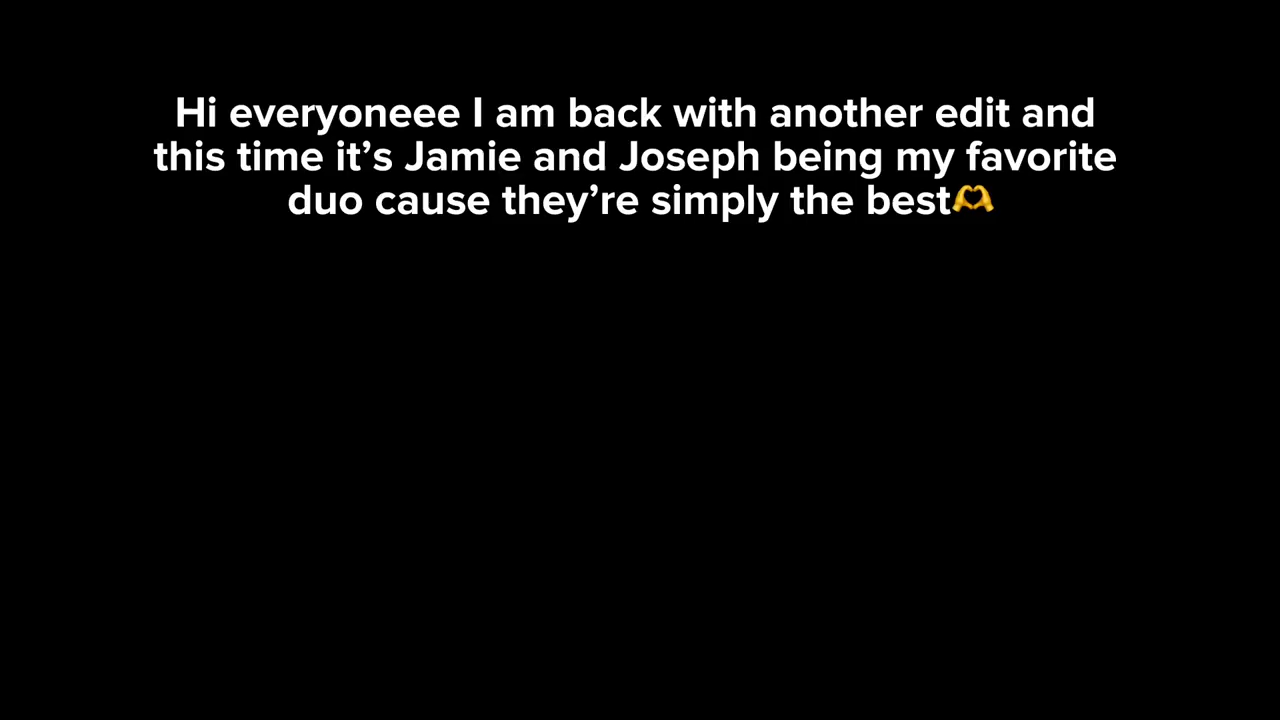 Hi everyoneee I am back with another edit and
this time it’s Jamie and Joseph being my favorite
duo cause they’re simply the best🫶